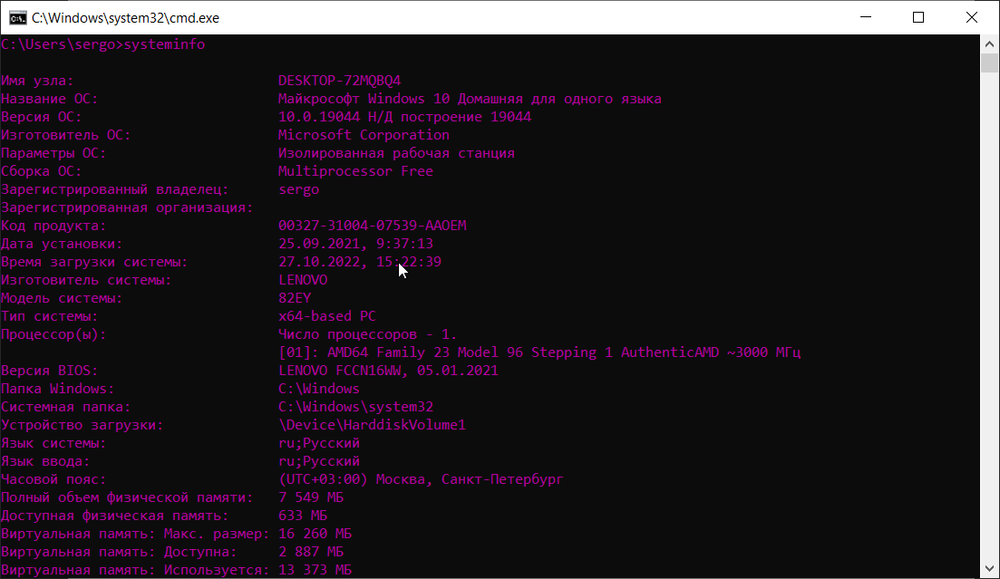 C:\Windows\system32\cmd.exe
C:\Users\sergo>systeminfo
Имя узла: DESKTOP-72MQBQ4
Название ОС: Майкрософт Windows 10 Домашняя для одного языка
Версия ОС: 10.0.19044 Н/Д построение 19044
Изготовитель ОС: Microsoft Corporation
Параметры ОС: Изолированная рабочая станция
Сборка ОС: Multiprocessor Free
Зарегистрированный владелец: sergo
Зарегистрированная организация:
Код продукта: 00327-31004-07539-AAOEM
Дата установки: 25.09.2021, 9:37:13
Время загрузки системы: 27.10.2022, 15:22:39
Изготовитель системы: LENOVO
Модель системы: 82EY
Тип системы: x64-based PC
Процессор(ы): Число процессоров - 1.
[01]: AMD64 Family 23 Model 96 Stepping 1 AuthenticAMD ~3000 МГц
Версия BIOS: LENOVO FCCN16WW, 05.01.2021
Папка Windows: C:\Windows
Системная папка: C:\Windows\system32
Устройство загрузки: \Device\HarddiskVolume1
Язык системы: ru;Русский
Язык ввода: ru;Русский
Часовой пояс: (UTC+03:00) Москва, Санкт-Петербург
Полный объем физической памяти: 7 549 МБ
Доступная физическая память: 633 МБ
Виртуальная память: Макс. размер: 16 260 МБ
Виртуальная память: Доступна: 2 887 МБ
Виртуальная память: Используется: 13 373 МБ